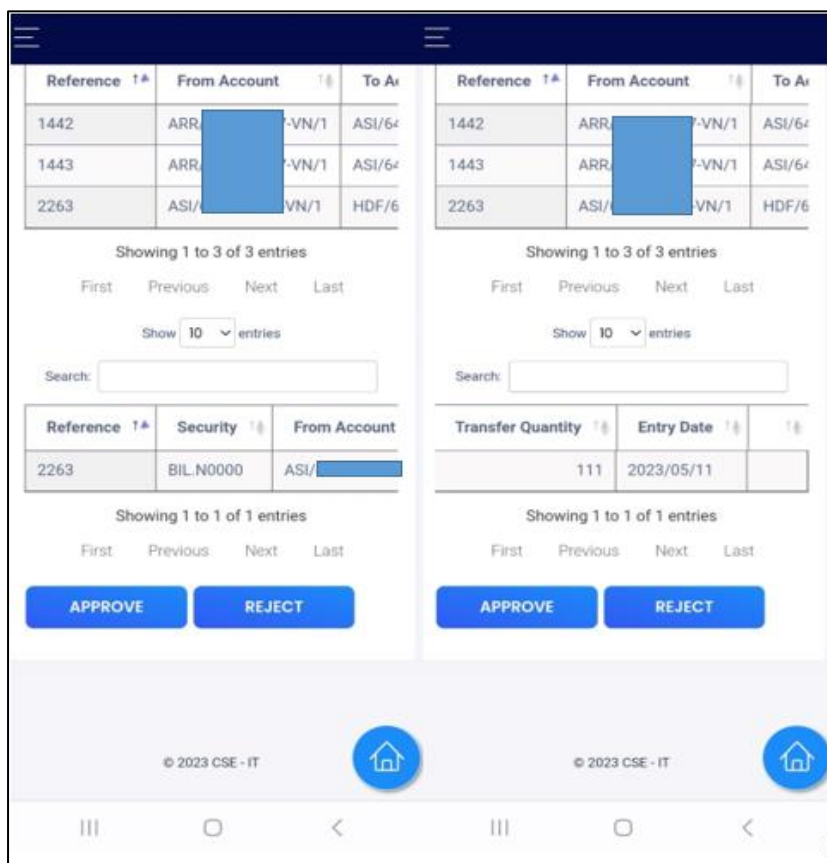 Reference From Account To Ac
1442 ARR/ -VN/1 ASI/64
1443 ARR/ -VN/1 ASI/64
2263 ASI/ VN/1 HDF/6
Showing 1 to 3 of 3 entries
First Previous Next Last
Show 10 entries
Search:
Reference Security From Account
2263 BIL.N0000 ASI/
Showing 1 to 1 of 1 entries
First Previous Next Last
APPROVE REJECT
© 2023 CSE - IT
Reference From Account To Ac
1442 ARR/ -VN/1 ASI/64
1443 ARR/ -VN/1 ASI/64
2263 ASI/ -VN/1 HDF/6
Showing 1 to 3 of 3 entries
First Previous Next Last
Show 10 entries
Search:
Transfer Quantity Entry Date
111 2023/05/11
Showing 1 to 1 of 1 entries
First Previous Next Last
APPROVE REJECT
© 2023 CSE - IT